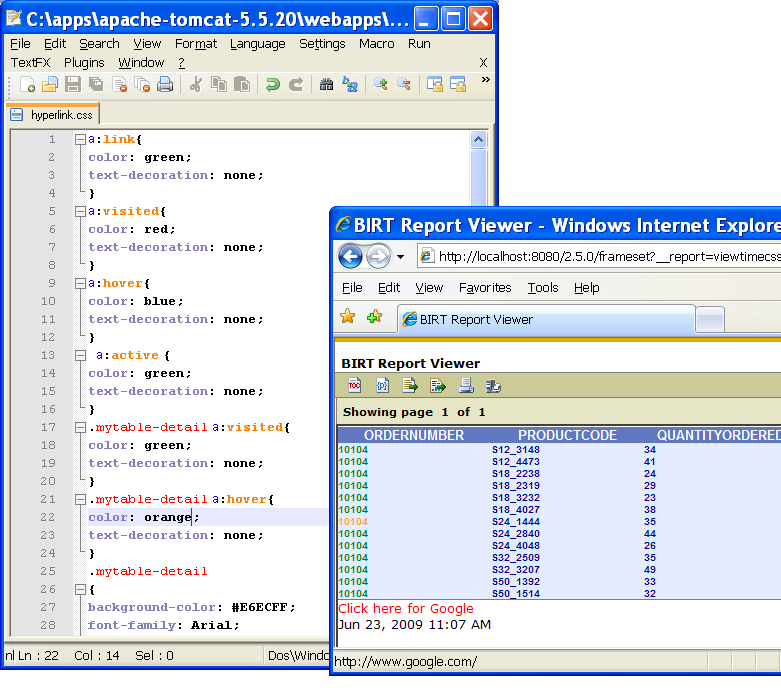 C:\apps\apache-tomcat-5.5.20\webapps\...
File Edit Search View Format Language Settings Macro Run
TextFX Plugins Window ? X
hyperlink.css
1 a:link{
2 color: green;
3 text-decoration: none;
4 }
5 a:visited{
6 color: red;
7 text-decoration: none;
8 }
9 a:hover{
10 color: blue;
11 text-decoration: none;
12 }
13 a:active {
14 color: green;
15 text-decoration: none;
16 }
17 .mytable-detail a:visited{
18 color: green;
19 text-decoration: none;
20 }
21 .mytable-detail a:hover{
22 color: orange;
23 text-decoration: none;
24 }
25 .mytable-detail
26 {
27 background-color: #E6ECFF;
28 font-family: Arial;
nl Ln : 22 Col : 14 Sel : 0 Dos\Windo
BIRT Report Viewer - Windows Internet Explore
http://localhost:8080/2.5.0/frameset?__report=viewtimecss
File Edit View Favorites Tools Help
BIRT Report Viewer
BIRT Report Viewer
TOC
Showing page 1 of 1
ORDERNUMBER PRODUCTCODE QUANTITYORDERED
10104 S12_3148 34
10104 S12_4473 41
10104 S18_2238 24
10104 S18_2319 29
10104 S18_3232 23
10104 S18_4027 38
10104 S24_1444 35
10104 S24_2840 44
10104 S24_4048 26
10104 S32_2509 35
10104 S32_3207 49
10104 S50_1392 33
10104 S50_1514 32
Click here for Google
Jun 23, 2009 11:07 AM
http://www.google.com/